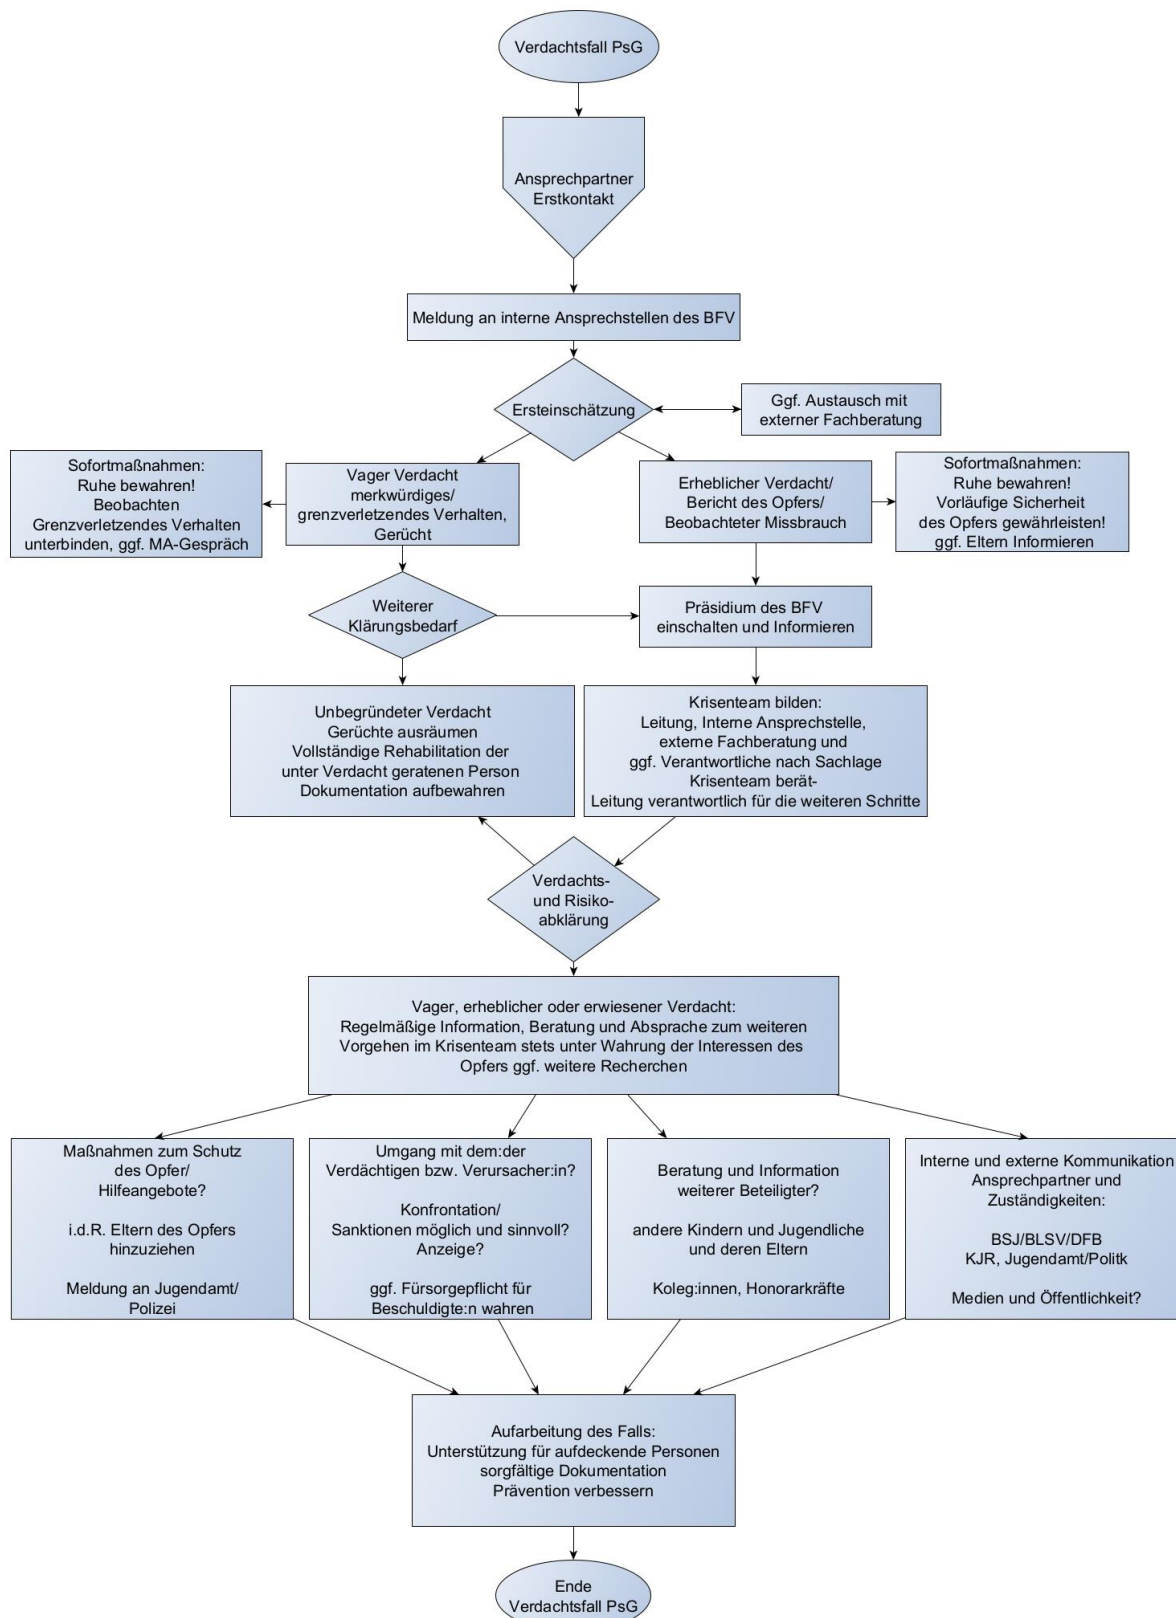 Verdachtsfall PsG
Ansprechpartner
Erstkontakt
Meldung an interne Ansprechstellen des BFV
Ersteinschätzung
Ggf. Austausch mit
externer Fachberatung
Sofortmaßnahmen:
Ruhe bewahren!
Beobachten
Grenzverletzendes Verhalten
unterbinden, ggf. MA-Gespräch
Vager Verdacht
merkwürdiges/
grenzverletzendes Verhalten,
Gerücht
Erheblicher Verdacht/
Bericht des Opfers/
Beobachteter Missbrauch
Sofortmaßnahmen:
Ruhe bewahren!
Vorläufige Sicherheit
des Opfers gewährleisten!
ggf. Eltern Informieren
Weiterer
Klärungsbedarf
Präsidium des BFV
einschalten und Informieren
Unbegründeter Verdacht
Gerüchte ausräumen
Vollständige Rehabilitation der
unter Verdacht geratenen Person
Dokumentation aufbewahren
Krisenteam bilden:
Leitung, Interne Ansprechstelle,
externe Fachberatung und
ggf. Verantwortliche nach Sachlage
Krisenteam berät-
Leitung verantwortlich für die weiteren Schritte
Verdachts-
und Risiko-
abklärung
Vager, erheblicher oder erwiesener Verdacht:
Regelmäßige Information, Beratung und Absprache zum weiteren
Vorgehen im Krisenteam stets unter Wahrung der Interessen des
Opfers ggf. weitere Recherchen
Maßnahmen zum Schutz
des Opfer/
Hilfeangebote?
i.d.R. Eltern des Opfers
hinzuziehen
Meldung an Jugendamt/
Polizei
Umgang mit dem:der
Verdächtigen bzw. Verursacher:in?
Konfrontation/
Sanktionen möglich und sinnvoll?
Anzeige?
ggf. Fürsorgepflicht für
Beschuldigte:n wahren
Beratung und Information
weiterer Beteiligter?
andere Kindern und Jugendliche
und deren Eltern
Koleg:innen, Honorarkräfte
Interne und externe Kommunikation
Ansprechpartner und
Zuständigkeiten:
BSJ/BLSV/DFB
KJR, Jugendamt/Politk
Medien und Öffentlichkeit?
Aufarbeitung des Falls:
Unterstützung für aufdeckende Personen
sorgfältige Dokumentation
Prävention verbessern
Ende
Verdachtsfall PsG